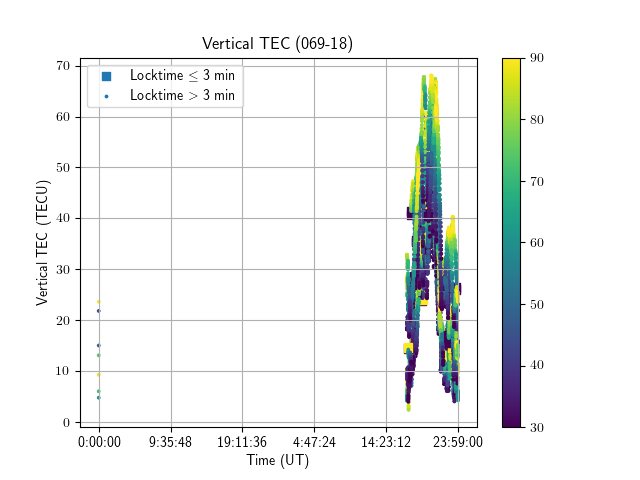 Vertical TEC (069-18)
Locktime ≤ 3 min
Locktime > 3 min
Vertical TEC (TECU)
70
60
50
40
30
20
10
0
0:00:00 9:35:48 19:11:36 4:47:24 14:23:12 23:59:00
Time (UT)
90
80
70
60
50
40
30